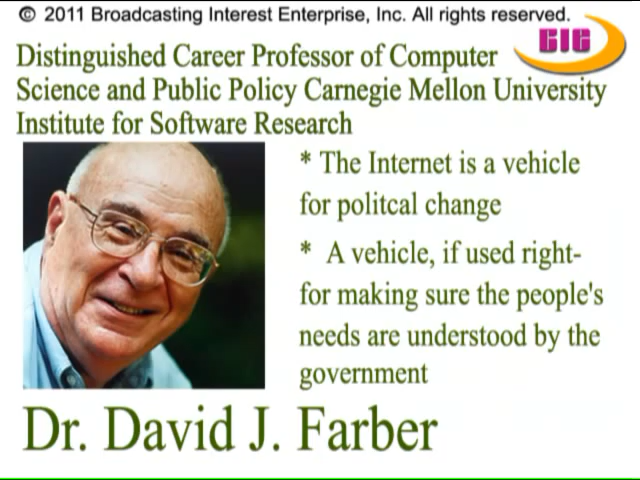 © 2011 Broadcasting Interest Enterprise, Inc. All rights reserved.
BIE
Distinguished Career Professor of Computer
Science and Public Policy Carnegie Mellon University
Institute for Software Research
* The Internet is a vehicle
for politcal change
* A vehicle, if used right-
for making sure the people's
needs are understood by the
government
Dr. David J. Farber